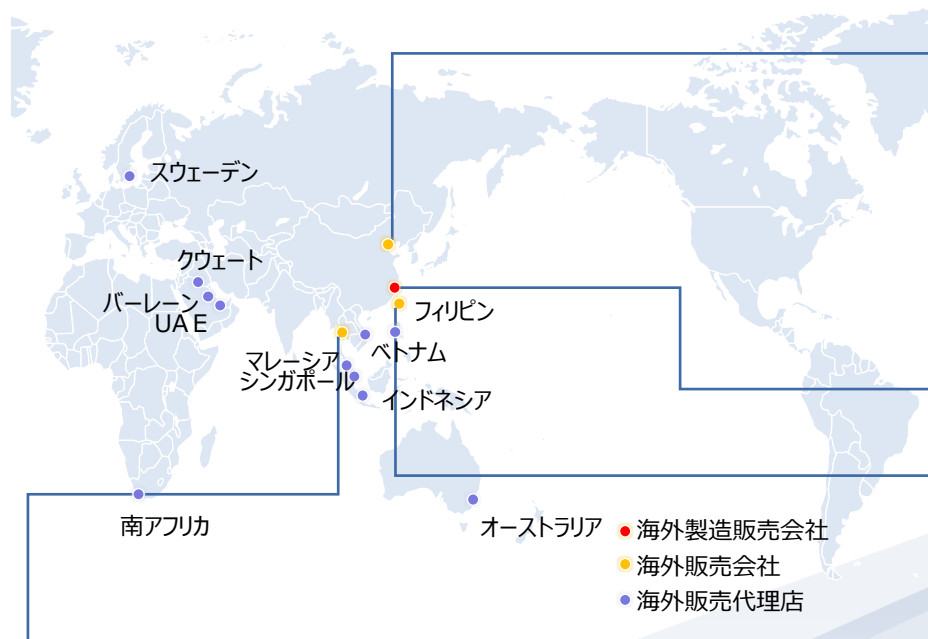 スウェーデン
クウェート
バーレーン
UAE
フィリピン
ベトナム
マレーシア
シンガポール
インドネシア
南アフリカ
オーストラリア
海外製造販売会社
海外販売会社
海外販売代理店